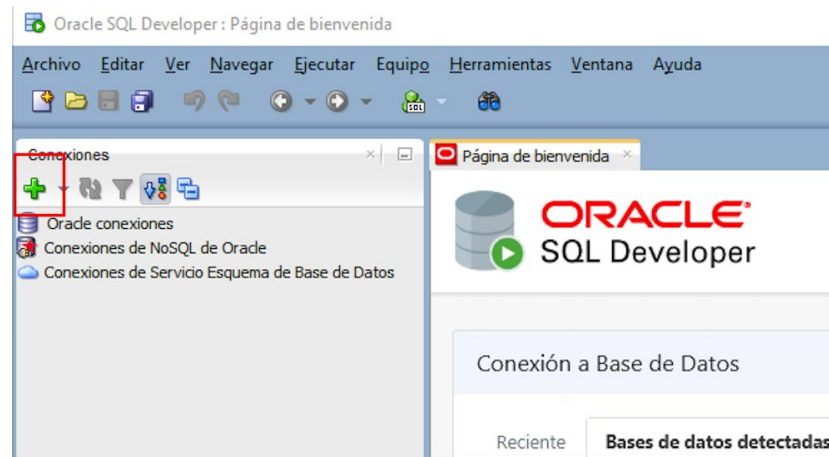 Oracle SQL Developer : Página de bienvenida
Archivo Editar Ver Navegar Ejecutar Equipo Herramientas Ventana Ayuda
SQL
Conexiones
Página de bienvenida
Oracle conexiones
Conexiones de NoSQL de Oracle
Conexiones de Servicio Esquema de Base de Datos
ORACLE
SQL Developer
Conexión a Base de Datos
Reciente Bases de datos detectadas